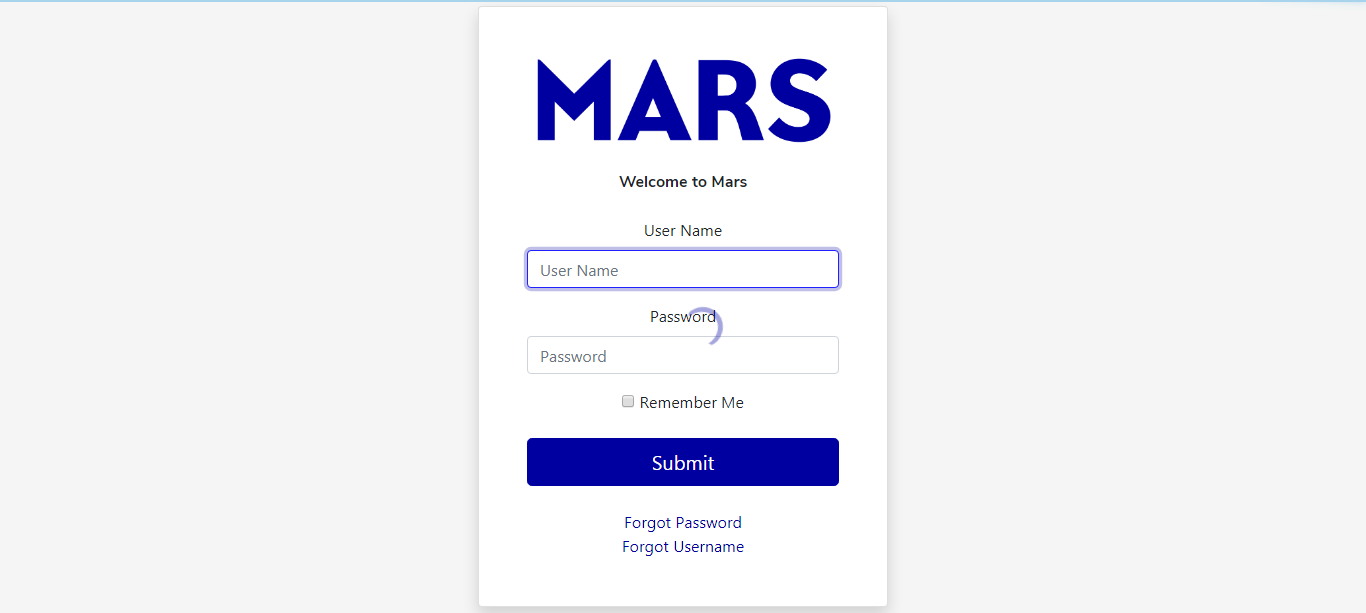 MARS
Welcome to Mars
User Name
User Name
Password
Password
Remember Me
Submit
Forgot Password
Forgot Username